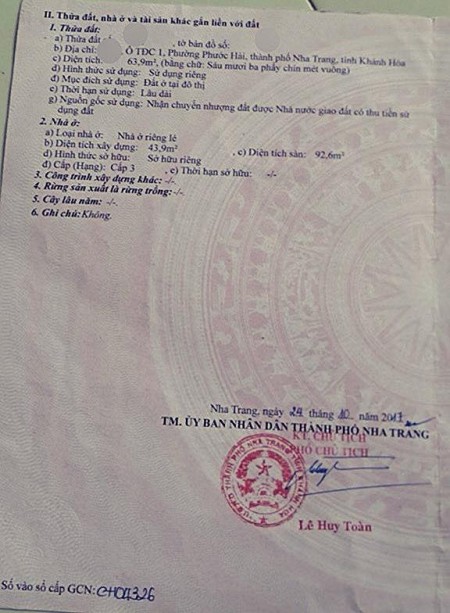 II. Thửa đất, nhà ở và tài sản khác gắn liền với đất
1. Thửa đất:
a) Thửa đất , tờ bản đồ số:
b) Địa chỉ: Ô TDC 1, Phường Phước Hải, thành phố Nha Trang, tỉnh Khánh Hòa
c) Diện tích: 63,9m², (bằng chữ: Sáu mươi ba phẩy chín mét vuông)
d) Hình thức sử dụng: Sử dụng riêng
đ) Mục đích sử dụng: Đất ở tại đô thị
e) Thời hạn sử dụng: Lâu dài
g) Nguồn gốc sử dụng: Nhận chuyển nhượng đất được Nhà nước giao đất có thu tiền sử
dụng đất
2. Nhà ở:
a) Loại nhà ở: Nhà ở riêng lẻ
b) Diện tích xây dựng: 43,9m² , c) Diện tích sàn: 92,6m²
d) Hình thức sở hữu: Sở hữu riêng
đ) Cấp (Hạng): Cấp 3 , e) Thời hạn sở hữu: -/-
3. Công trình xây dựng khác: -/-
4. Rừng sản xuất là rừng trồng: -/-
5. Cây lâu năm: -/-
6. Ghi chú: Không.
Nha Trang, ngày 24 tháng 10 năm 2017
TM. ỦY BAN NHÂN DÂN THÀNH PHỐ NHA TRANG
KT. CHỦ TỊCH
PHÓ CHỦ TỊCH
Lê Huy Toàn
Số vào sổ cấp GCN: CH04326